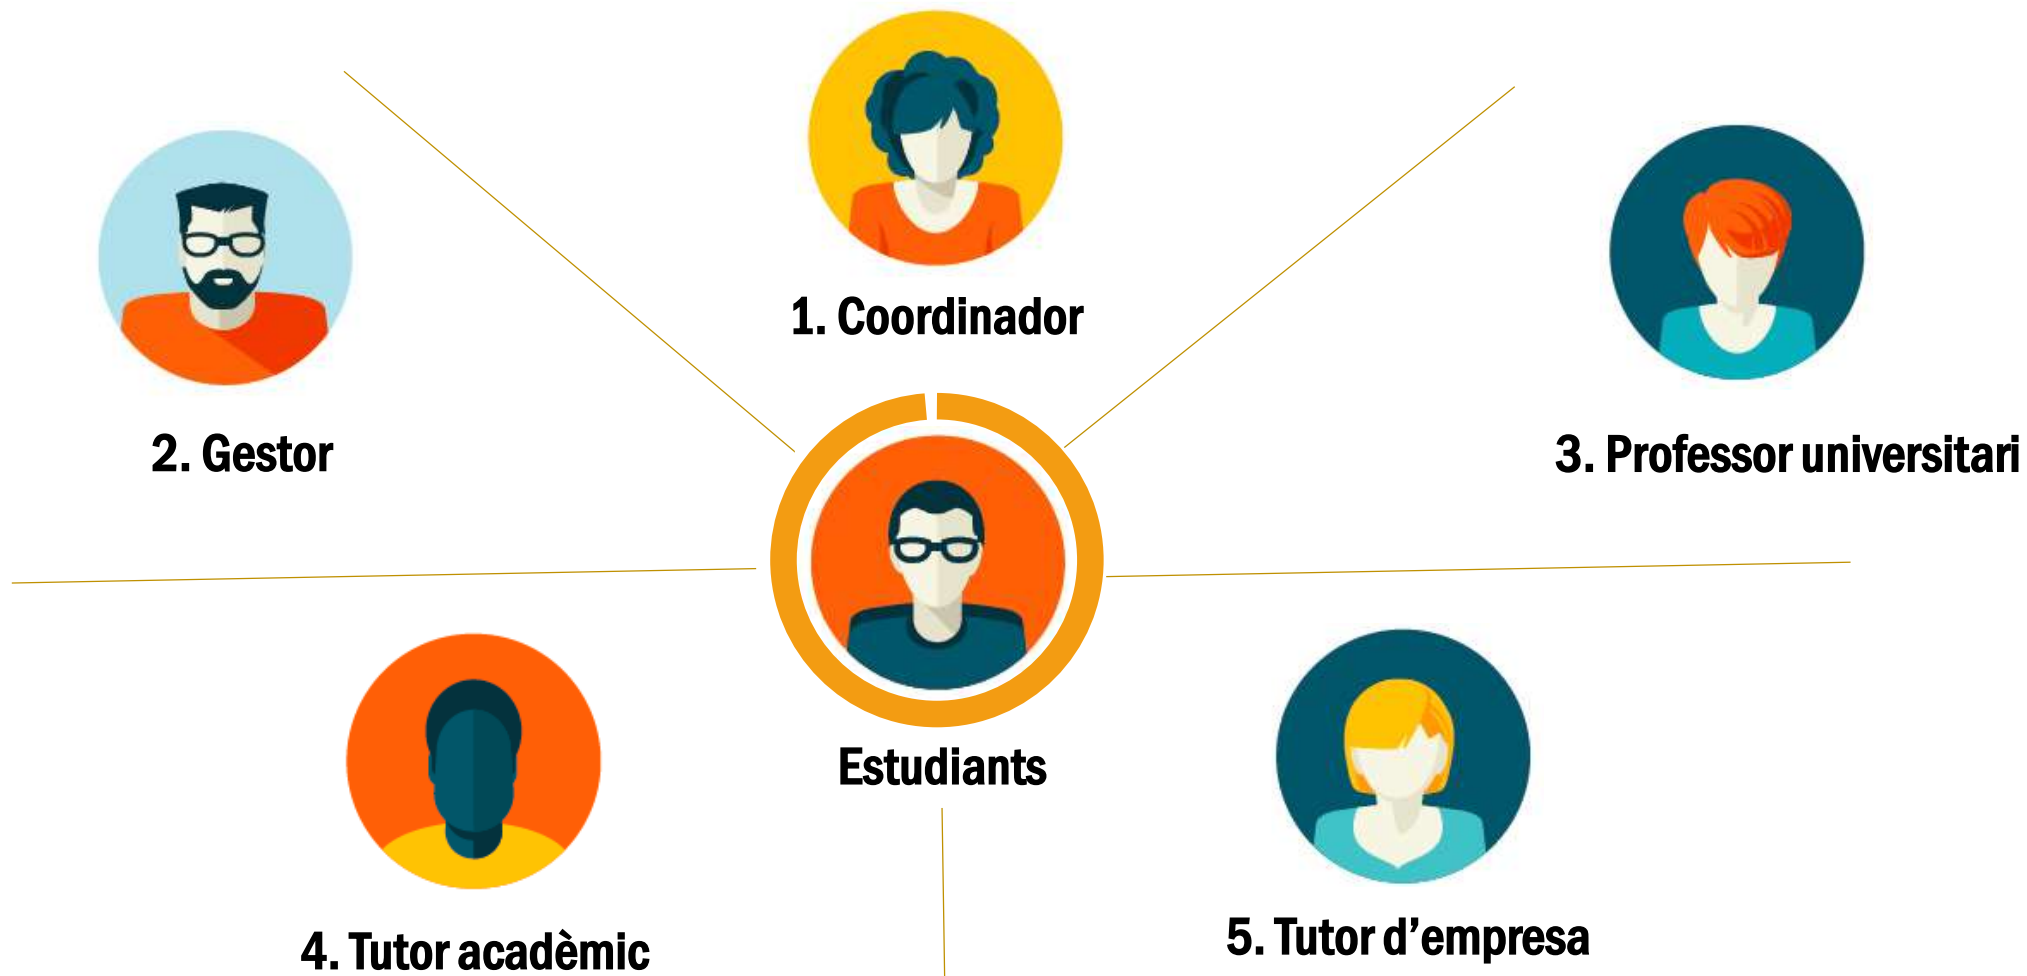 1. Coordinador
2. Gestor
3. Professor universitari
Estudiants
4. Tutor acadèmic
5. Tutor d’empresa